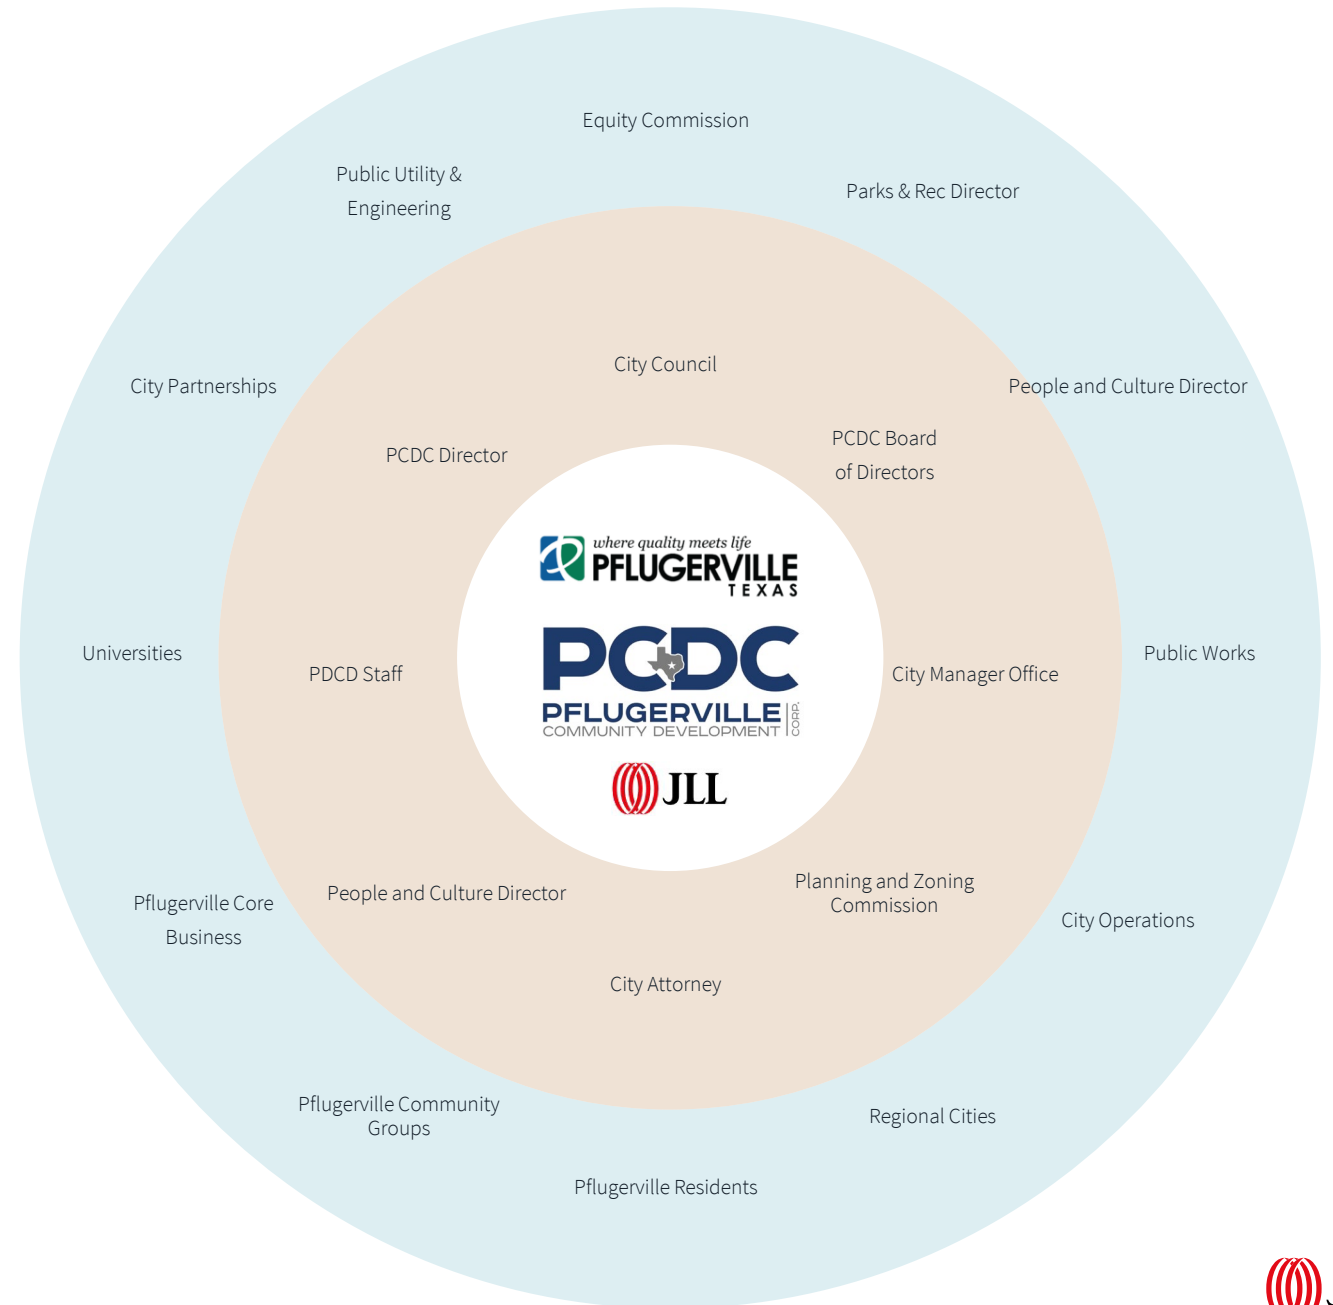 Equity Commission
Public Utility &
Engineering
Parks & Rec Director
City Council
City Partnerships
People and Culture Director
PCDC Director
PCDC Board
of Directors
where quality meets life
PFLUGERVILLE
TEXAS
PCDC
PFLUGERVILLE
COMMUNITY DEVELOPMENT
CORP.
JLL
Universities
PDCD Staff
City Manager Office
Public Works
People and Culture Director
Planning and Zoning
Commission
Pflugerville Core
Business
City Operations
City Attorney
Pflugerville Community
Groups
Regional Cities
Pflugerville Residents